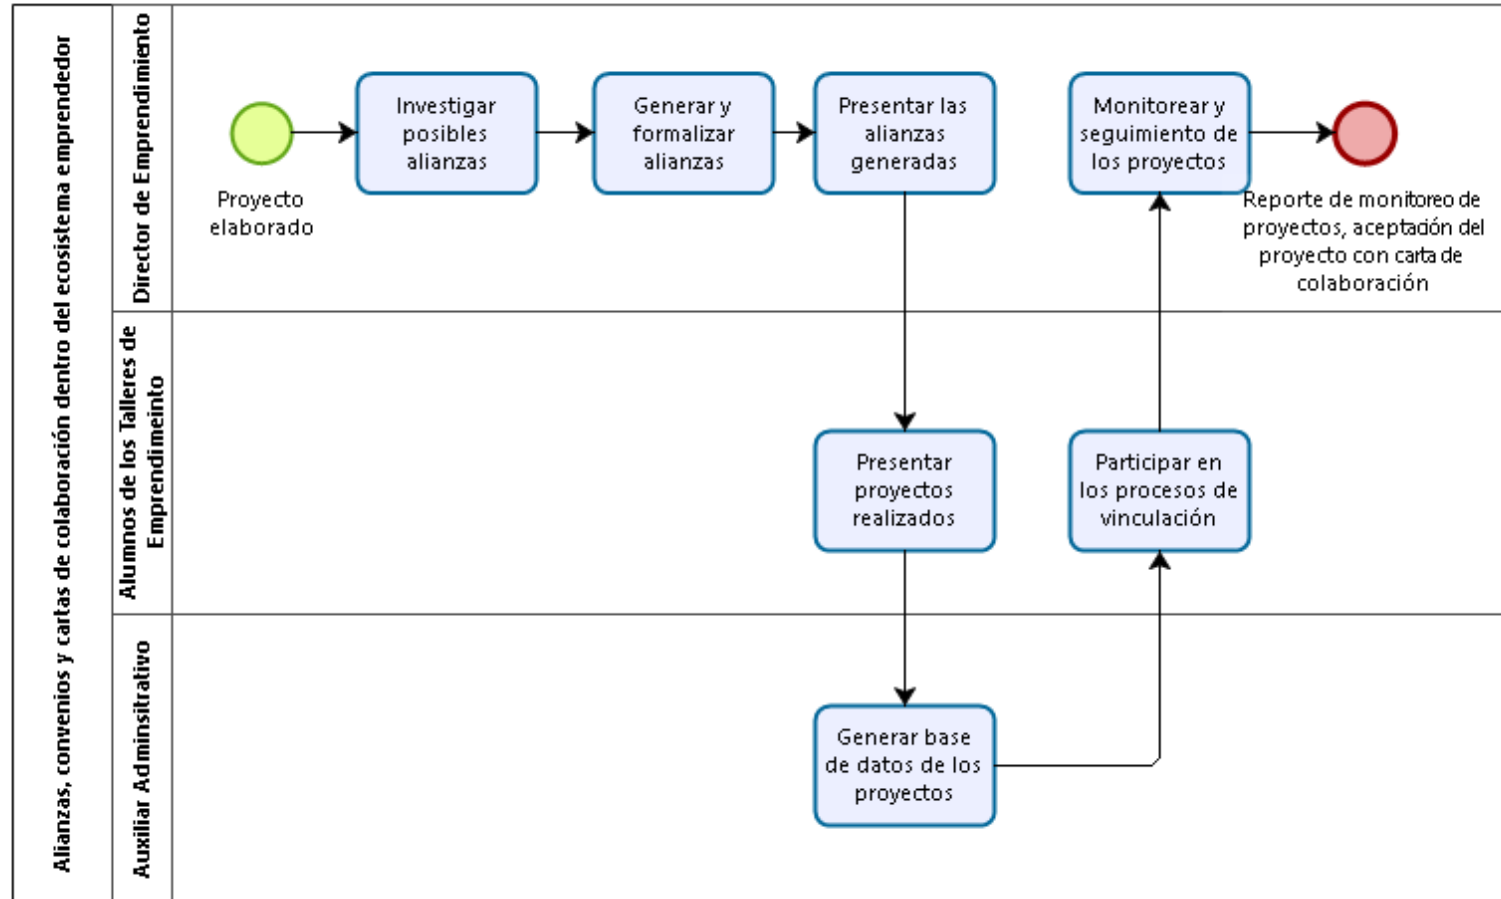 Alianzas, convenios y cartas de colaboración dentro del ecosistema emprendedor
Director de Emprendimiento
Proyecto
elaborado
Investigar
posibles
alianzas
Generar y
formalizar
alianzas
Presentar las
alianzas
generadas
Monitorear y
seguimiento de
los proyectos
Reporte de monitoreo de
proyectos, aceptación del
proyecto con carta de
colaboración
Alumnos de los Talleres de
Emprendimeinto
Presentar
proyectos
realizados
Participar en
los procesos de
vinculación
Auxiliar Adminsitrativo
Generar base
de datos de los
proyectos